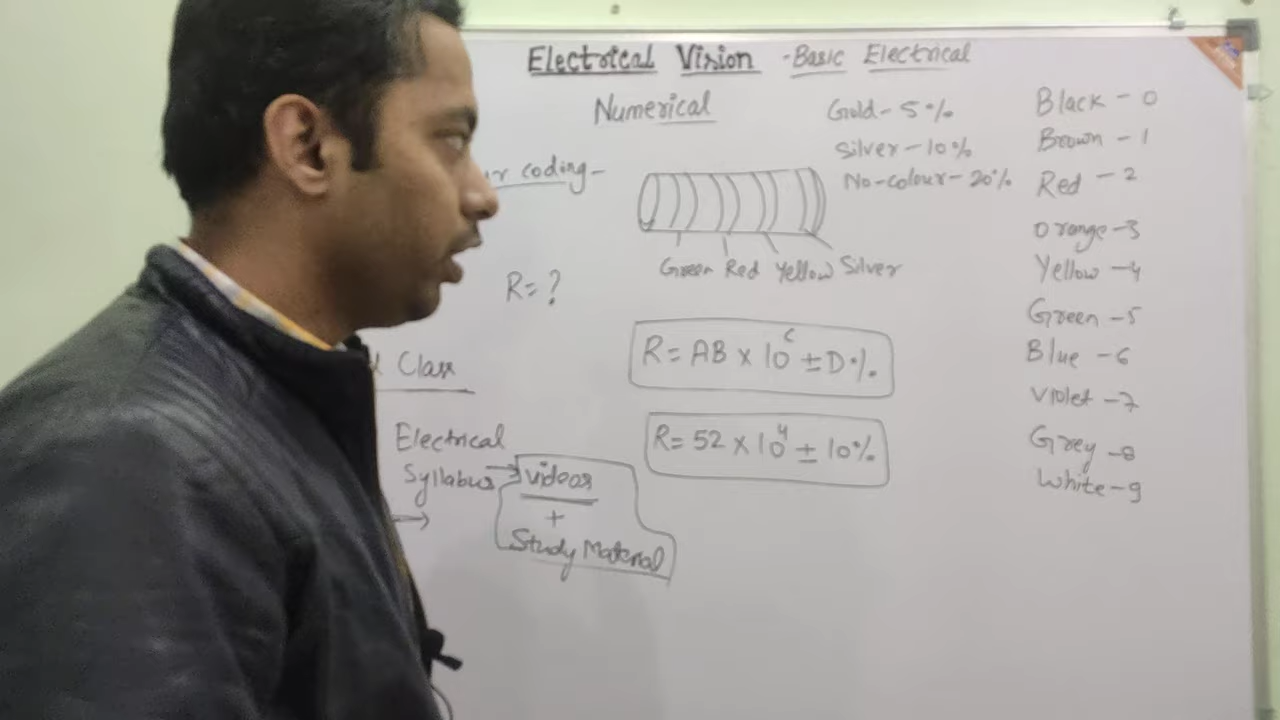 Electrical Vision - Basic Electrical
Numerical
Gold - 5%
Silver - 10%
No-colour - 20%
Black - 0
Brown - 1
Red - 2
Orange - 3
Yellow - 4
Green - 5
Blue - 6
Violet - 7
Grey - 8
White - 9
r coding -
Green Red Yellow Silver
R = ?
R = AB × 10^c ± D%
R = 52 × 10^4 ± 10%
Class
Electrical
Syllabus → videos
+
Study Material